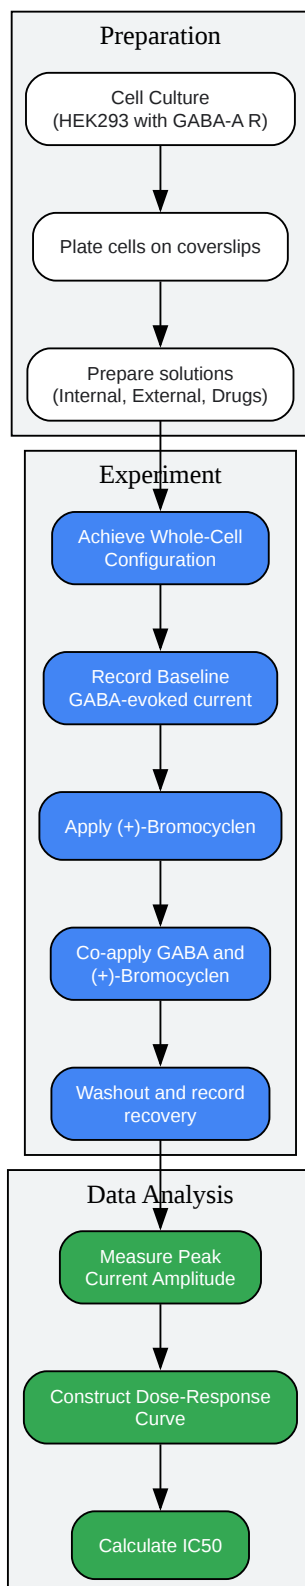 Preparation
Cell Culture
(HEK293 with GABA-A R)
Plate cells on coverslips
Prepare solutions
(Internal, External, Drugs)
Experiment
Achieve Whole-Cell
Configuration
Record Baseline
GABA-evoked current
Apply (+)-Bromocyclen
Co-apply GABA and
(+)-Bromocyclen
Washout and record
recovery
Data Analysis
Measure Peak
Current Amplitude
Construct Dose-Response
Curve
Calculate IC50